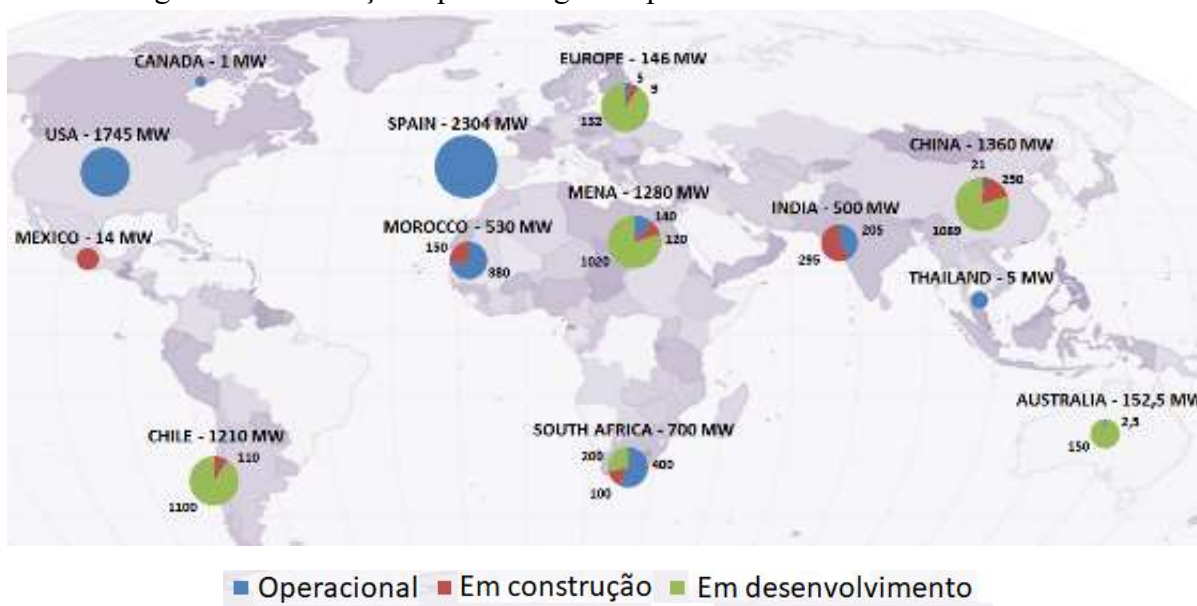 CANADA - 1 MW
EUROPE - 146 MW
5
9
132
USA - 1745 MW
SPAIN - 2304 MW
CHINA - 1360 MW
21
250
1089
MENA - 1280 MW
140
120
1020
INDIA - 500 MW
205
295
MOROCCO - 530 MW
150
380
MEXICO - 14 MW
THAILAND - 5 MW
AUSTRALIA - 152,5 MW
2,5
150
SOUTH AFRICA - 700 MW
200
400
100
CHILE - 1210 MW
110
1100
Operacional Em construção Em desenvolvimento